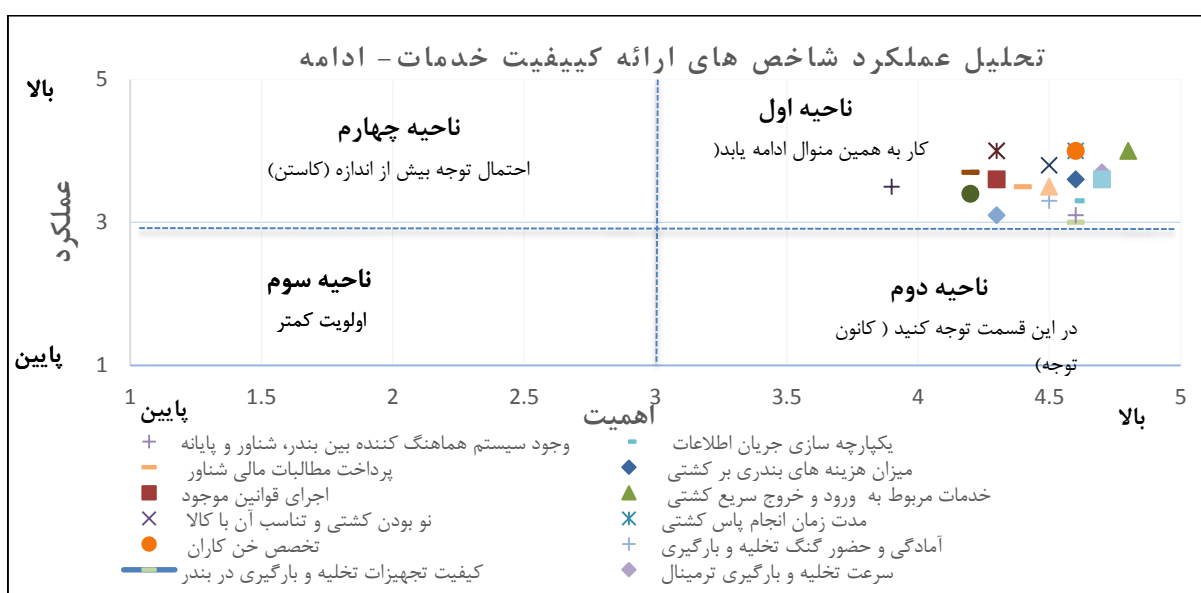 تحلیل عملکرد شاخص های ارائه کییفیت خدمات- ادامه
5
بالا
ناحیه چهارم
احتمال توجه بیش از اندازه (کاستن)
ناحیه اول
کار به همین منوال ادامه یابد(
عملکرد
3
ناحیه سوم
اولویت کمتر
ناحیه دوم
در این قسمت توجه کنید ( کانون
توجه)
پایین
1
1 1.5 2 2.5 3 3.5 4 4.5 5
پایین
اهمیت
بالا
وجود سیستم هماهنگ کننده بین بندر، شناور و پایانه
یکپارچه سازی جریان اطلاعات
پرداخت مطالبات مالی شناور
میزان هزینه های بندری بر کشتی
اجرای قوانین موجود
خدمات مربوط به ورود و خروج سریع کشتی
نو بودن کشتی و تناسب آن با کالا
مدت زمان انجام پاس کشتی
تخصص خن کاران
آمادگی و حضور گنگ تخلیه و بارگیری
کیفیت تجهیزات تخلیه و بارگیری در بندر
سرعت تخلیه و بارگیری ترمینال